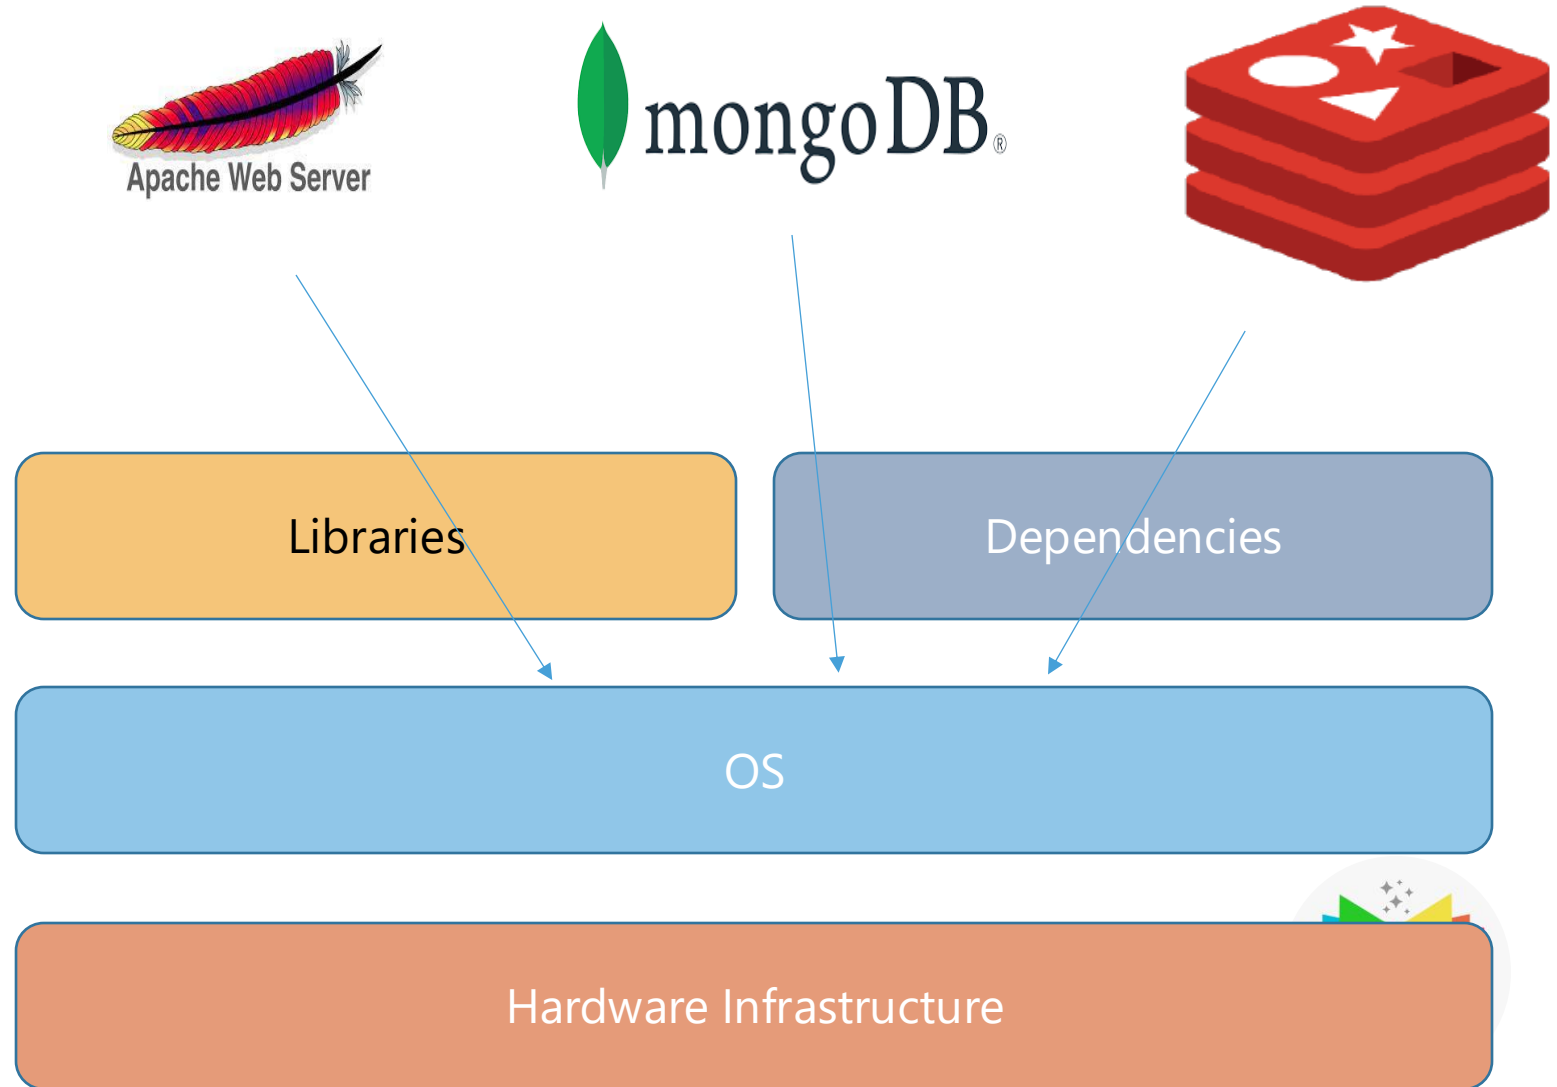 Apache Web Server
mongoDB®
Libraries
Dependencies
OS
Hardware Infrastructure